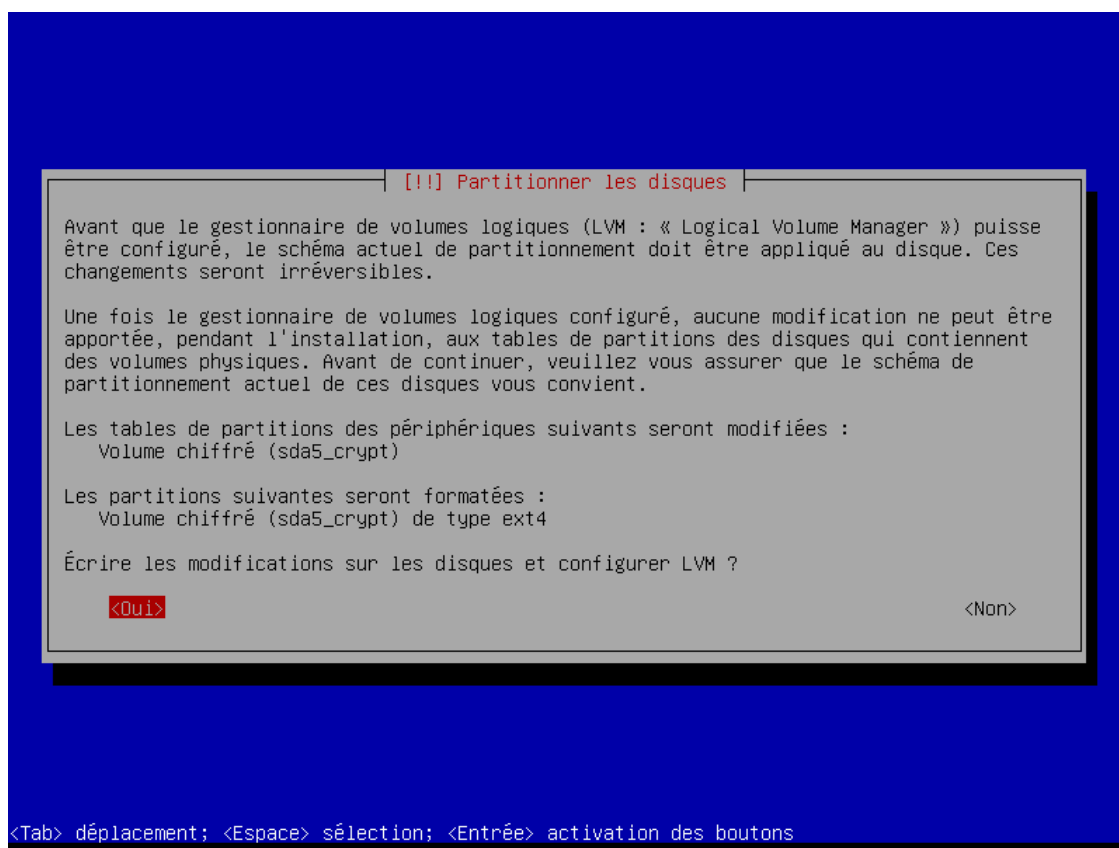 [!!] Partitionner les disques
Avant que le gestionnaire de volumes logiques (LVM : « Logical Volume Manager ») puisse
être configuré, le schéma actuel de partitionnement doit être appliqué au disque. Ces
changements seront irréversibles.
Une fois le gestionnaire de volumes logiques configuré, aucune modification ne peut être
apportée, pendant l'installation, aux tables de partitions des disques qui contiennent
des volumes physiques. Avant de continuer, veuillez vous assurer que le schéma de
partitionnement actuel de ces disques vous convient.
Les tables de partitions des périphériques suivants seront modifiées :
Volume chiffré (sda5_crypt)
Les partitions suivantes seront formatées :
Volume chiffré (sda5_crypt) de type ext4
Écrire les modifications sur les disques et configurer LVM ?
<Oui> <Non>
<Tab> déplacement; <Espace> sélection; <Entrée> activation des boutons